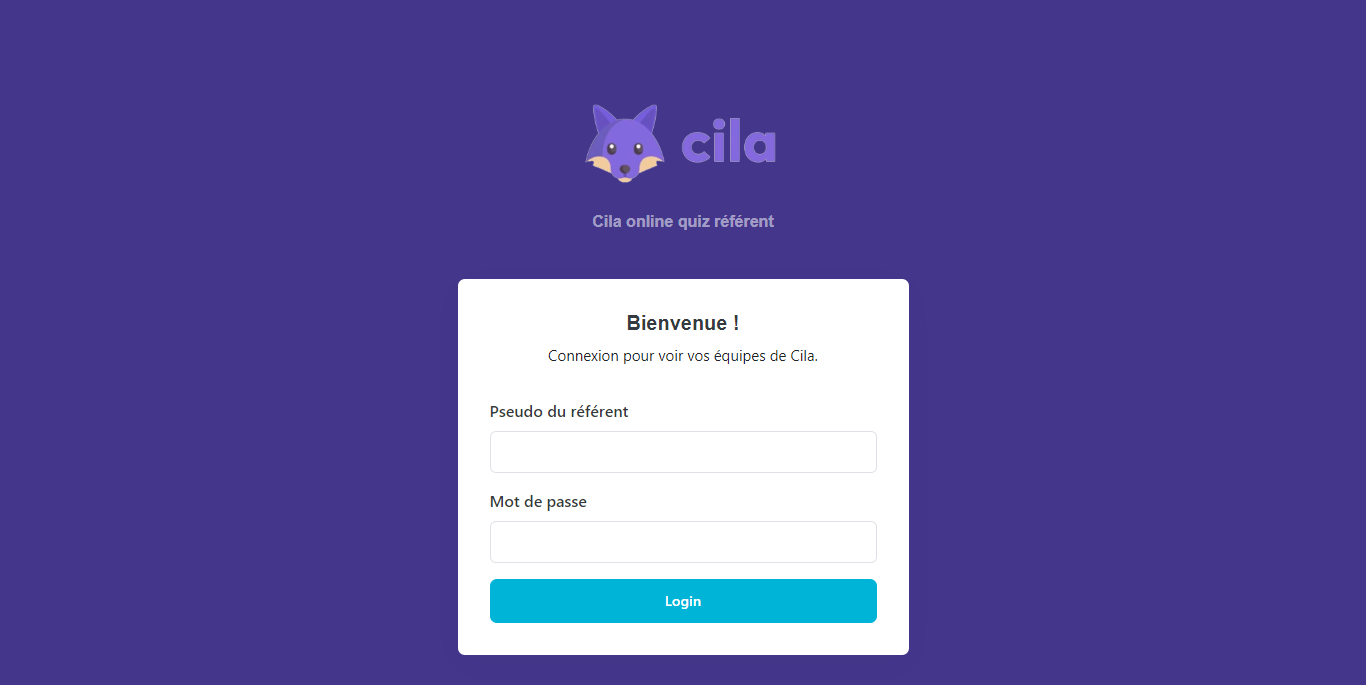 cila
Cila online quiz référent
Bienvenue !
Connexion pour voir vos équipes de Cila.
Pseudo du référent
Mot de passe
Login